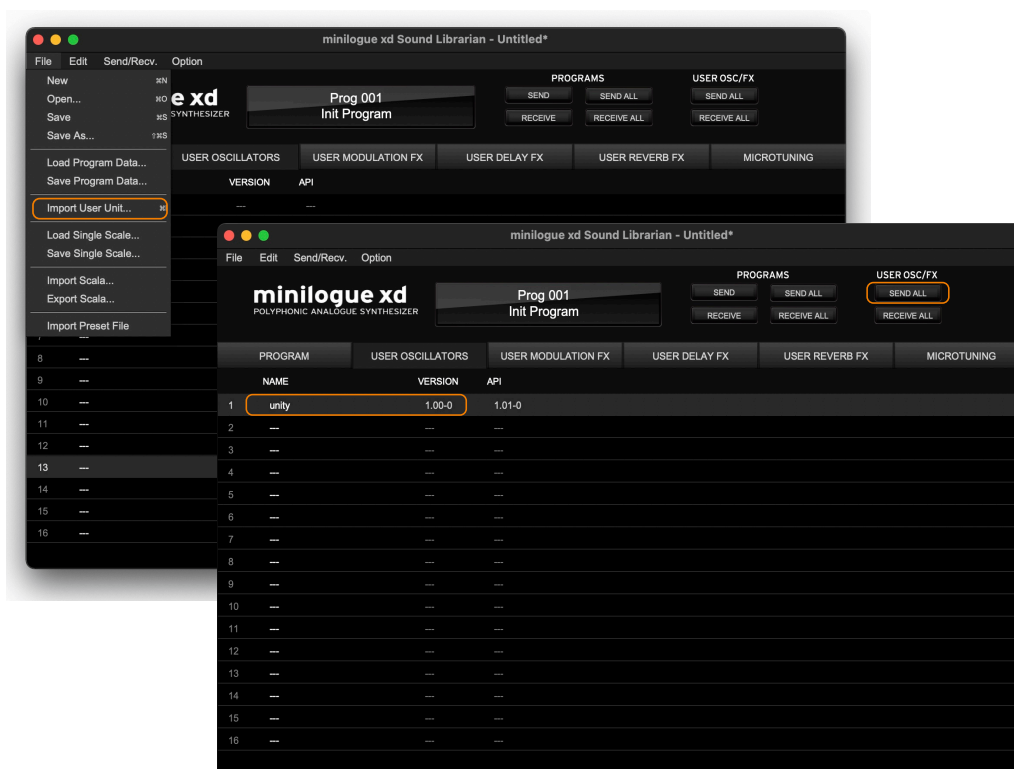 minilogue xd Sound Librarian - Untitled*
File Edit Send/Recv. Option
New ⌘N
Open... ⌘O
Save ⌘S
Save As... ⇧⌘S
Load Program Data...
Save Program Data...
Import User Unit... ⌘
Load Single Scale...
Save Single Scale...
Import Scala...
Export Scala...
Import Preset File
e xd
SYNTHESIZER
Prog 001
Init Program
PROGRAMS
SEND SEND ALL
RECEIVE RECEIVE ALL
USER OSC/FX
SEND ALL
RECEIVE ALL
USER OSCILLATORS USER MODULATION FX USER DELAY FX USER REVERB FX MICROTUNING
VERSION API
--- ---
8 ---
9 ---
10 ---
11 ---
12 ---
13 ---
14 ---
15 ---
16 ---
minilogue xd Sound Librarian - Untitled*
File Edit Send/Recv. Option
minilogue xd
POLYPHONIC ANALOGUE SYNTHESIZER
Prog 001
Init Program
PROGRAMS
SEND SEND ALL
RECEIVE RECEIVE ALL
USER OSC/FX
SEND ALL
RECEIVE ALL
PROGRAM USER OSCILLATORS USER MODULATION FX USER DELAY FX USER REVERB FX MICROTUNING
NAME VERSION API
1 unity 1.00-0 1.01-0
2 --- --- ---
3 --- --- ---
4 --- --- ---
5 --- --- ---
6 --- --- ---
7 --- --- ---
8 --- --- ---
9 --- --- ---
10 --- --- ---
11 --- --- ---
12 --- --- ---
13 --- --- ---
14 --- --- ---
15 --- --- ---
16 --- --- ---